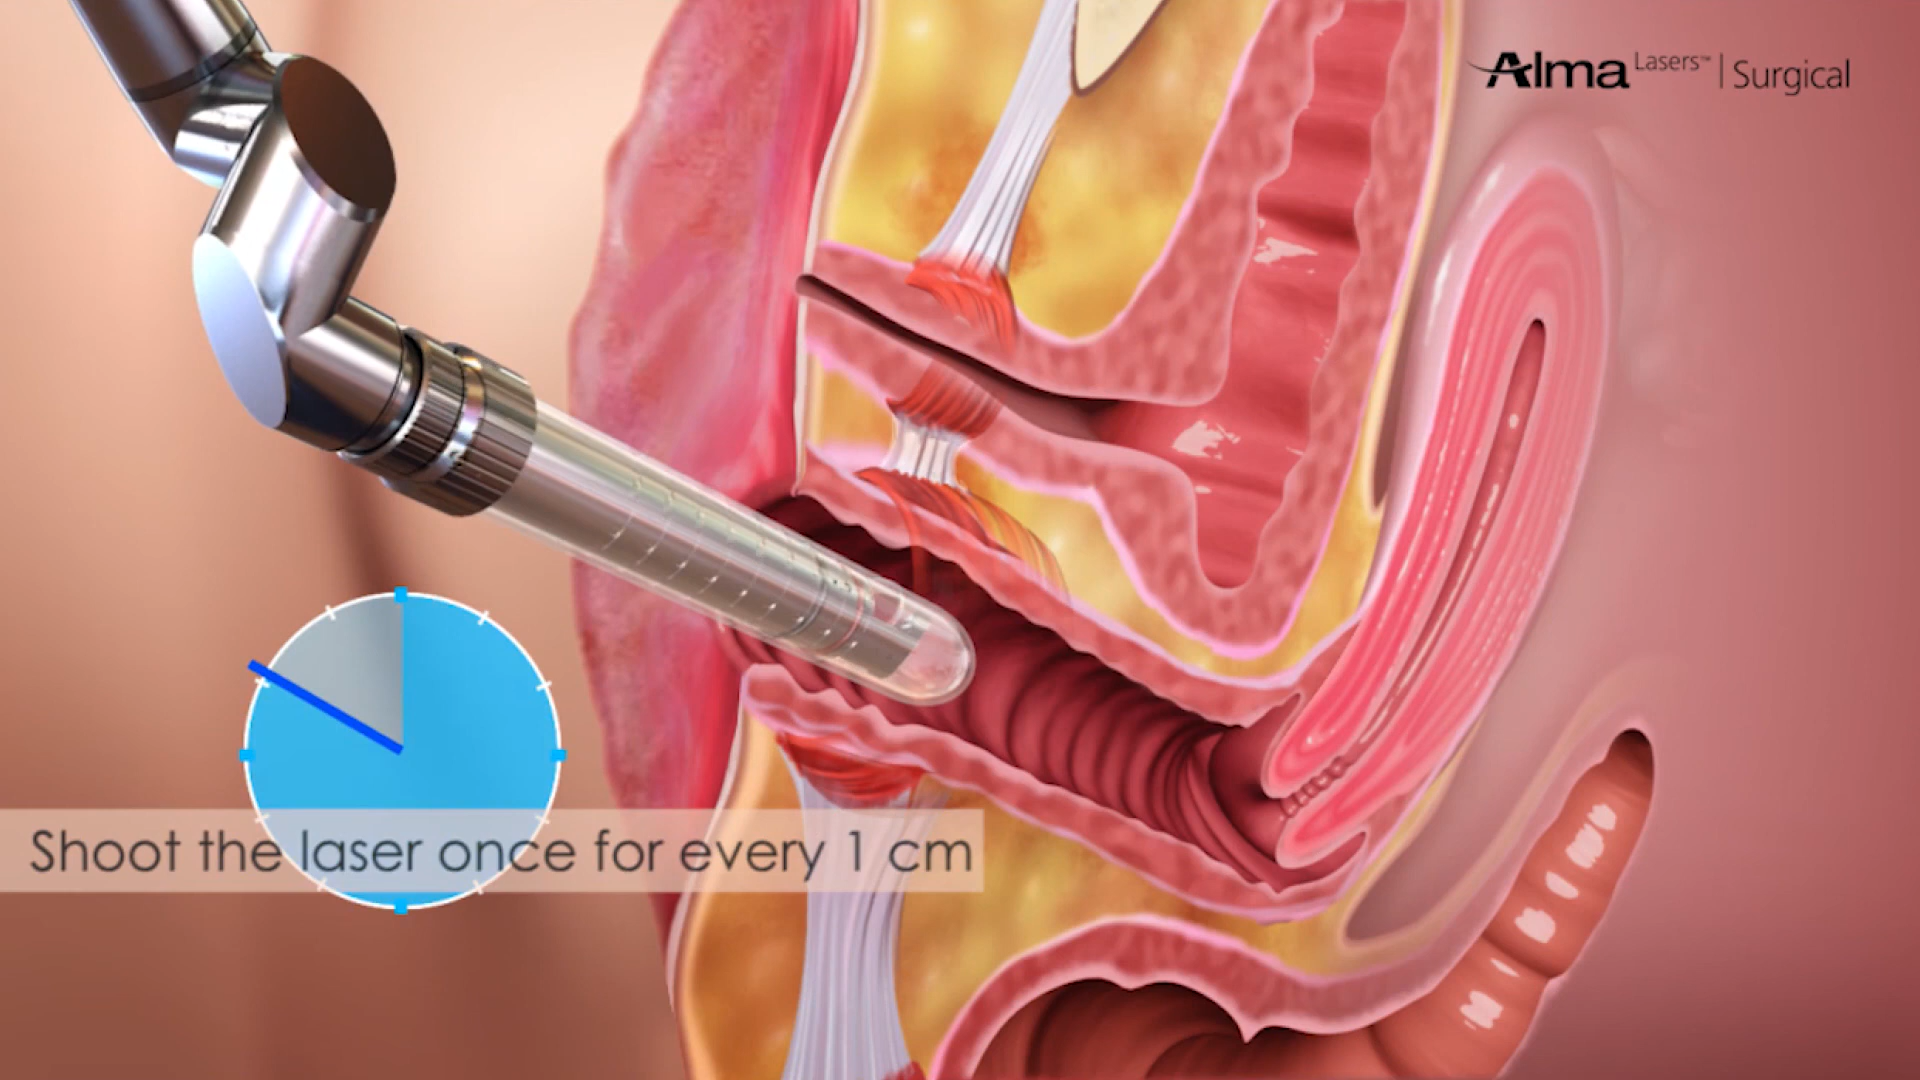 Alma Lasers™ | Surgical
Shoot the laser once for every 1 cm